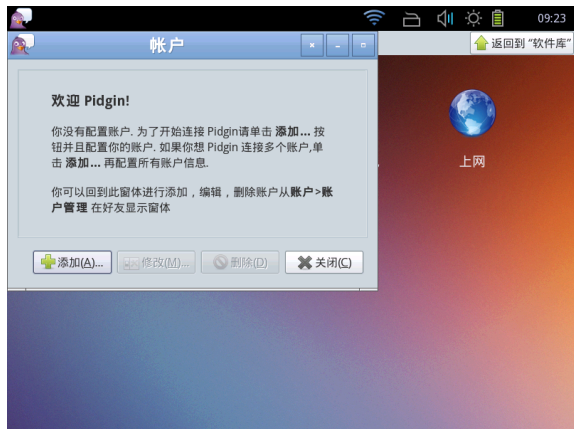 09:23
帐户
返回到 “软件库”
欢迎 Pidgin!
你没有配置账户. 为了开始连接 Pidgin请单击 添加... 按
钮并且配置你的账户. 如果你想 Pidgin 连接多个账户,单
击 添加... 再配置所有账户信息.
你可以回到此窗体进行添加，编辑，删除账户从账户>账
户管理 在好友显示窗体
添加(A)...
修改(M)...
删除(D)
关闭(C)
上网